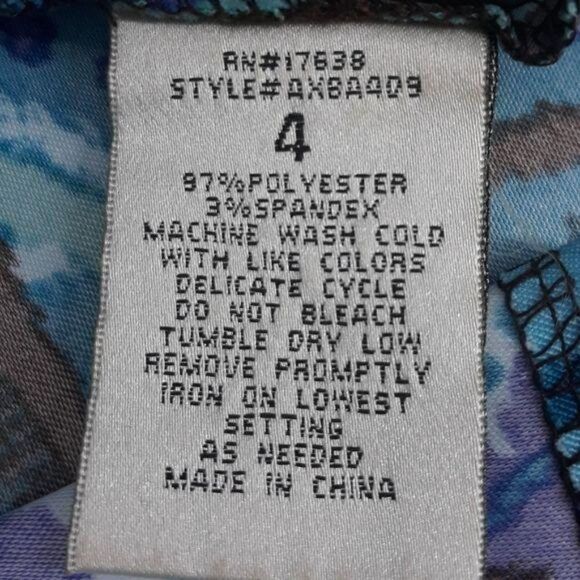 RN#17638
STYLE#AX8A409
4
97%POLYESTER
3%SPANDEX
MACHINE WASH COLD
WITH LIKE COLORS
DELICATE CYCLE
DO NOT BLEACH
TUMBLE DRY LOW
REMOVE PROMPTLY
IRON ON LOWEST
SETTING
AS NEEDED
MADE IN CHINA